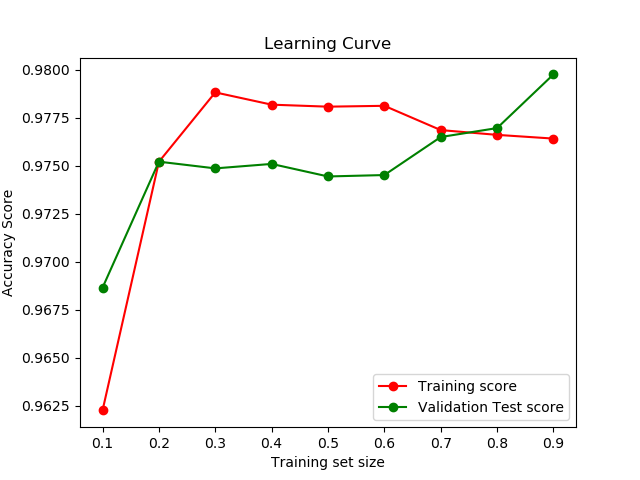 Learning Curve
0.9800
0.9775
0.9750
0.9725
0.9700
0.9675
0.9650
0.9625
Accuracy Score
0.1 0.2 0.3 0.4 0.5 0.6 0.7 0.8 0.9
Training set size
Training score
Validation Test score